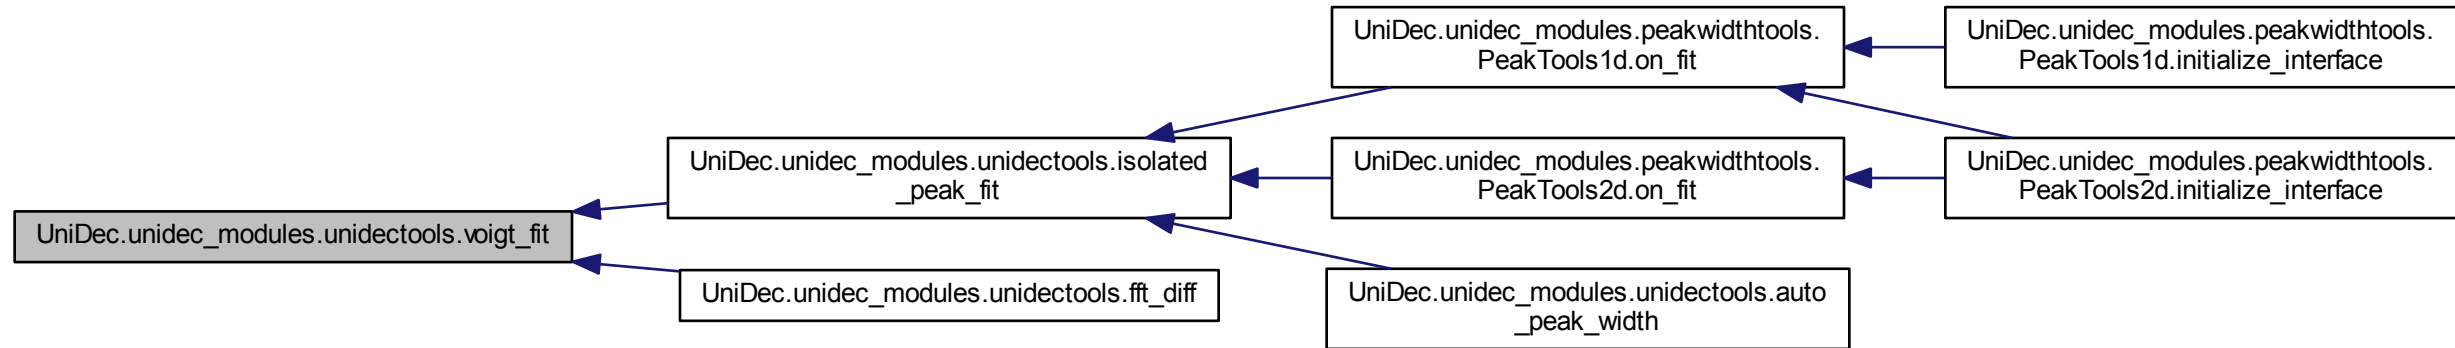 UniDec.unidec_modules.peakwidthtools.
PeakTools1d.on_fit
UniDec.unidec_modules.peakwidthtools.
PeakTools1d.initialize_interface
UniDec.unidec_modules.unidectools.isolated
_peak_fit
UniDec.unidec_modules.peakwidthtools.
PeakTools2d.on_fit
UniDec.unidec_modules.peakwidthtools.
PeakTools2d.initialize_interface
UniDec.unidec_modules.unidectools.voigt_fit
UniDec.unidec_modules.unidectools.fft_diff
UniDec.unidec_modules.unidectools.auto
_peak_width